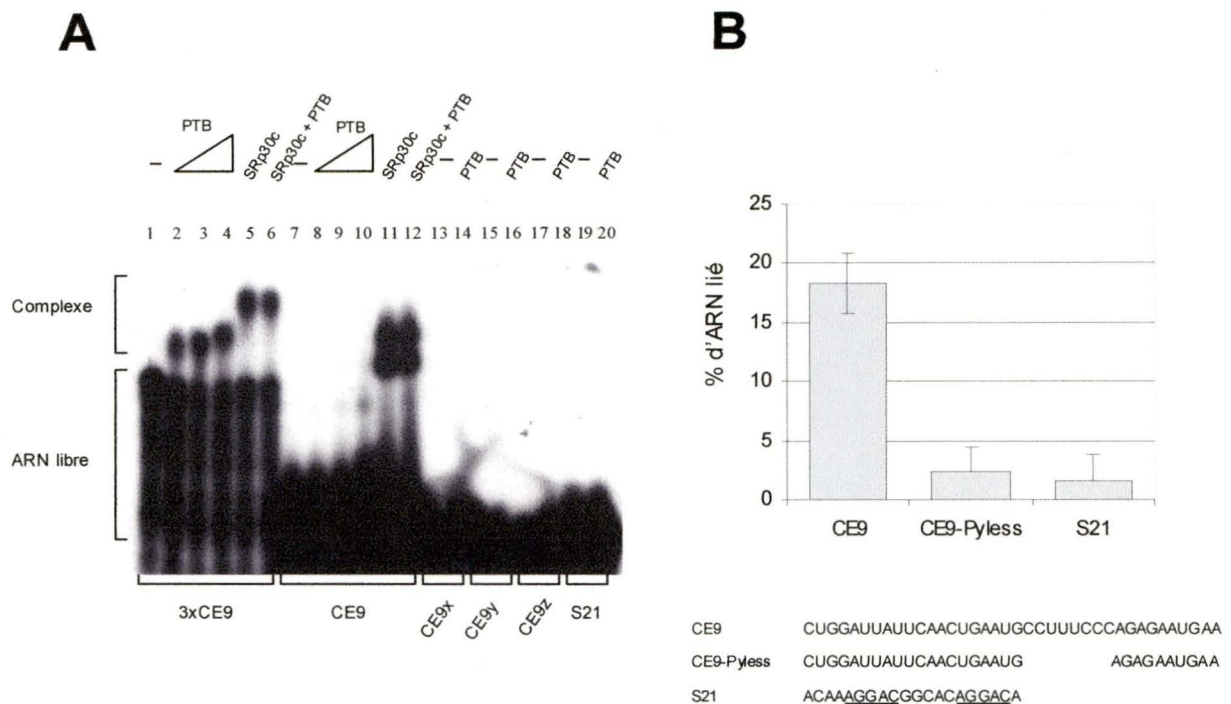 A
PTB
SRp30c
SRp30c + PTB
PTB
SRp30c
SRp30c + PTB
PTB
PTB
PTB
PTB
– – – – – –
1 2 3 4 5 6 7 8 9 10 11 12 13 14 15 16 17 18 19 20
Complexe
ARN libre
3xCE9 CE9 CE9x CE9y CE9z S21
B
% d'ARN lié
25
20
15
10
5
0
CE9 CE9-Pyless S21
CE9 CUGGAUUAUUCAACUGAAUGCCUUUCCCAGAGAAUGAA
CE9-Pyless CUGGAUUAUUCAACUGAAUG AGAGAAUGAA
S21 ACAAAGGACGGCACAGGACA